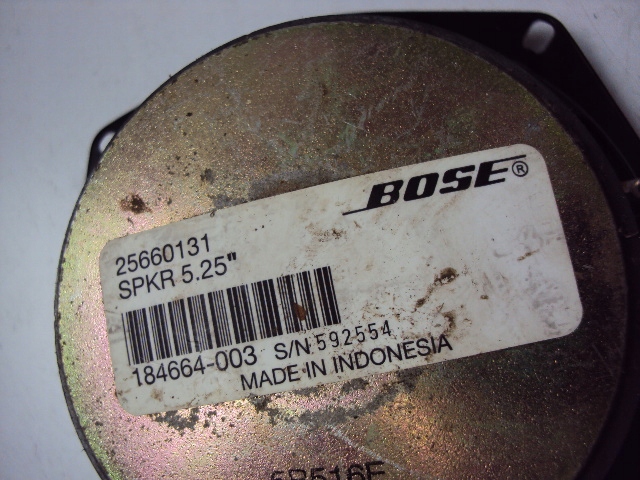 BOSE®
25660131
SPKR 5.25"
184664-003 S/N 592554
MADE IN INDONESIA